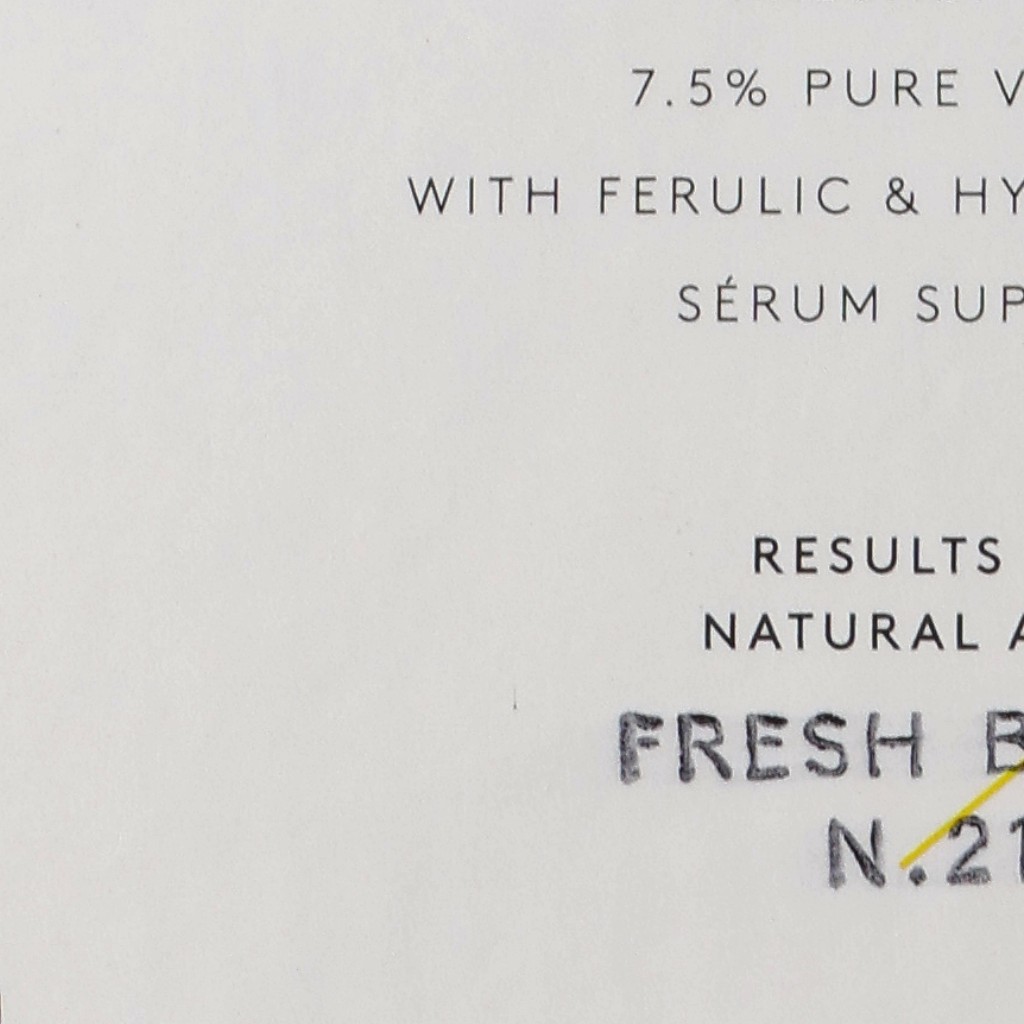 7.5% PURE V
WITH FERULIC & HY
SÉRUM SUP
RESULTS
NATURAL A
FRESH B
N.21